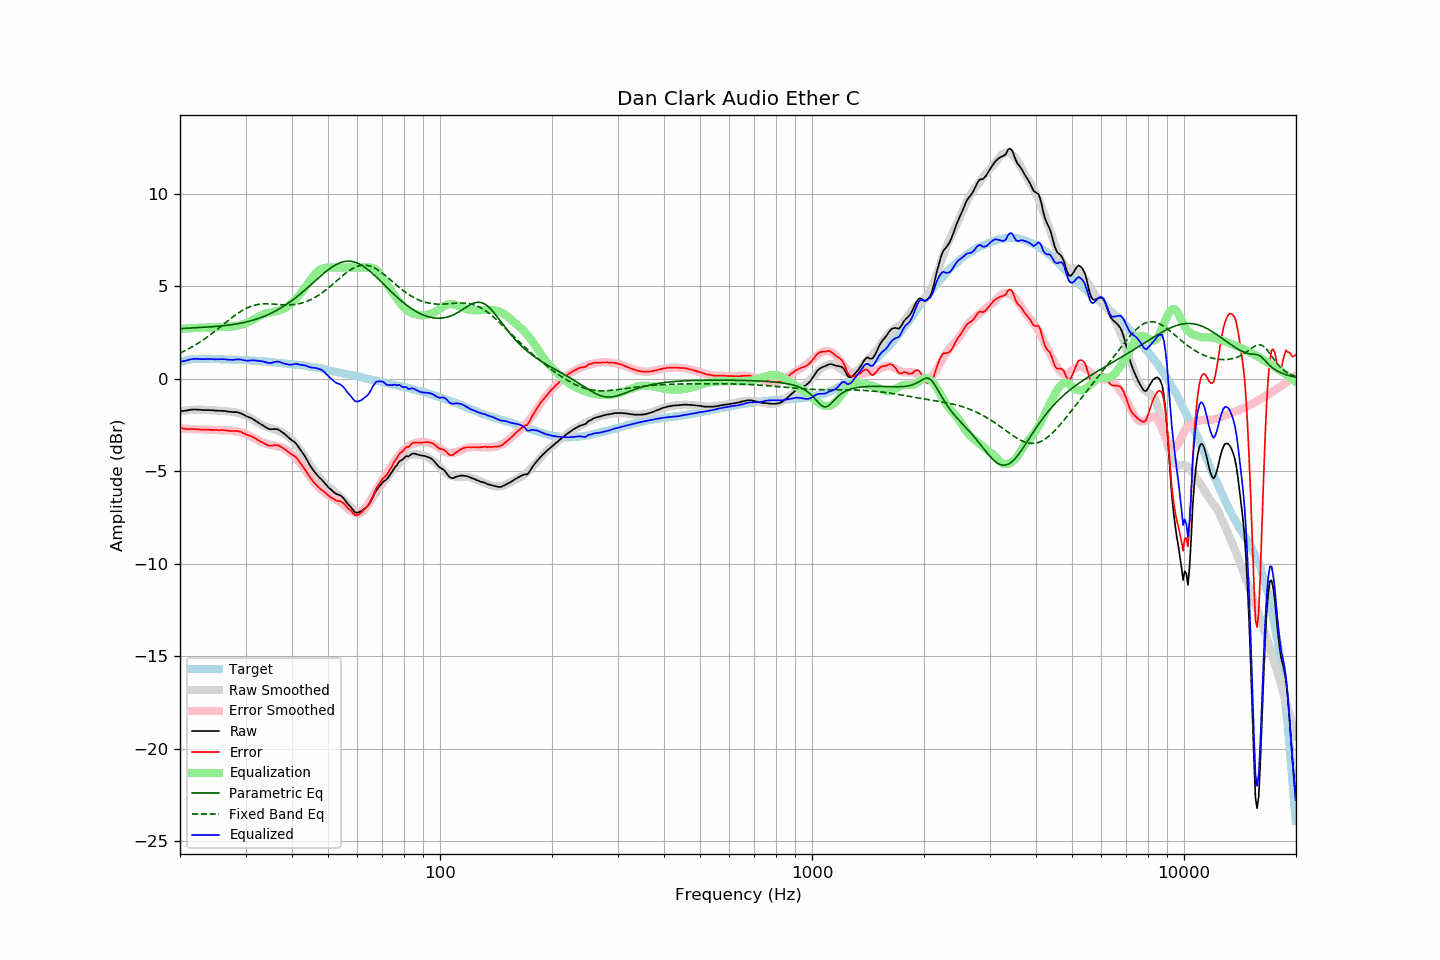 Dan Clark Audio Ether C
Amplitude (dBr)
10
5
0
−5
−10
−15
−20
−25
Target
Raw Smoothed
Error Smoothed
Raw
Error
Equalization
Parametric Eq
Fixed Band Eq
Equalized
100
1000
10000
Frequency (Hz)